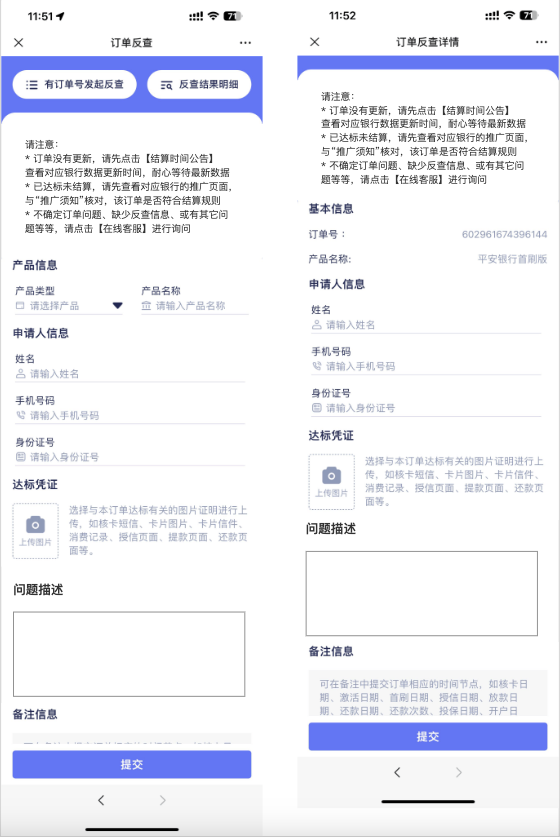 11:51
71
订单反查
有订单号发起反查
反查结果明细
请注意：
* 订单没有更新，请先点击【结算时间公告】
查看对应银行数据更新时间，耐心等待最新数据
* 已达标未结算，请先查看对应银行的推广页面，
与“推广须知”核对，该订单是否符合结算规则
* 不确定订单问题、缺少反查信息、或有其它问
题等等，请点击【在线客服】进行询问
产品信息
产品类型
产品名称
请选择产品
请输入产品名称
申请人信息
姓名
请输入姓名
手机号码
请输入手机号码
身份证号
请输入身份证号
达标凭证
上传图片
选择与本订单达标有关的图片证明进行上
传，如核卡短信、卡片图片、卡片信件、
消费记录、授信页面、提款页面、还款页
面等。
问题描述
备注信息
提交
11:52
71
订单反查详情
请注意：
* 订单没有更新，请先点击【结算时间公告】
查看对应银行数据更新时间，耐心等待最新数据
* 已达标未结算，请先查看对应银行的推广页面，
与“推广须知”核对，该订单是否符合结算规则
* 不确定订单问题、缺少反查信息、或有其它问
题等等，请点击【在线客服】进行询问
基本信息
订单号：
602961674396144
产品名称:
平安银行首刷版
申请人信息
姓名
请输入姓名
手机号码
请输入手机号码
身份证号
请输入身份证号
达标凭证
上传图片
选择与本订单达标有关的图片证明进行上
传，如核卡短信、卡片图片、卡片信件、
消费记录、授信页面、提款页面、还款页
面等。
问题描述
备注信息
可在备注中提交订单相应的时间节点，如核卡日
期、激活日期、首刷日期、授信日期、放款日
期、还款日期、还款次数、投保日期、开户日
提交